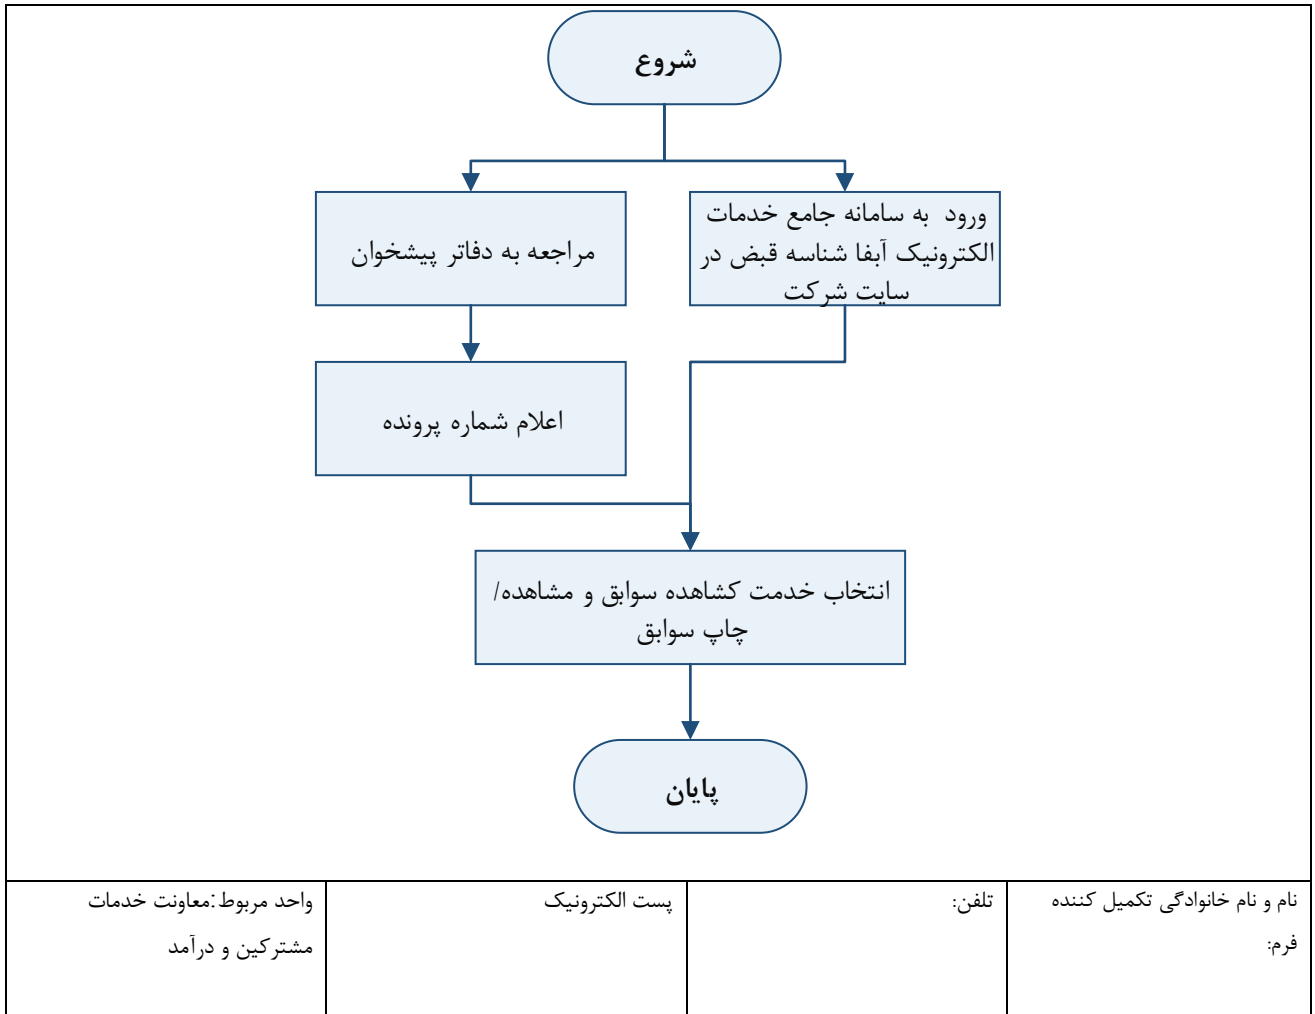 شروع
ورود به سامانه جامع خدمات
الکترونیک آبفا شناسه قبض در
سایت شرکت
مراجعه به دفاتر پیشخوان
اعلام شماره پرونده
انتخاب خدمت کشاهده سوابق و مشاهده/
چاپ سوابق
پایان
نام و نام خانوادگی تکمیل کننده
فرم:
تلفن:
پست الکترونیک
واحد مربوط:معاونت خدمات
مشترکین و درآمد